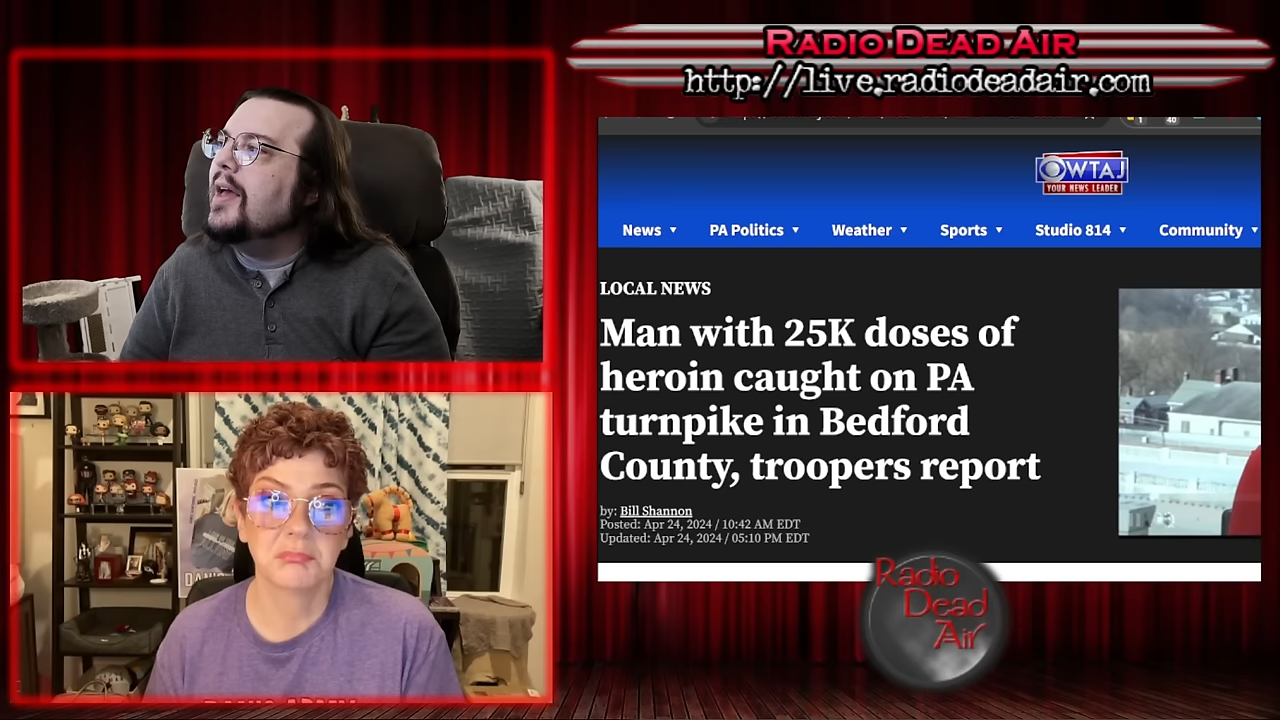 RADIO DEAD AIR
http://live.radiodeadair.com
40
WTAJ
YOUR NEWS LEADER
News
PA Politics
Weather
Sports
Studio 814
Community
LOCAL NEWS
Man with 25K doses of
heroin caught on PA
turnpike in Bedford
County, troopers report
by: Bill Shannon
Posted: Apr 24, 2024 / 10:42 AM EDT
Updated: Apr 24, 2024 / 05:10 PM EDT
Radio
Dead
Air